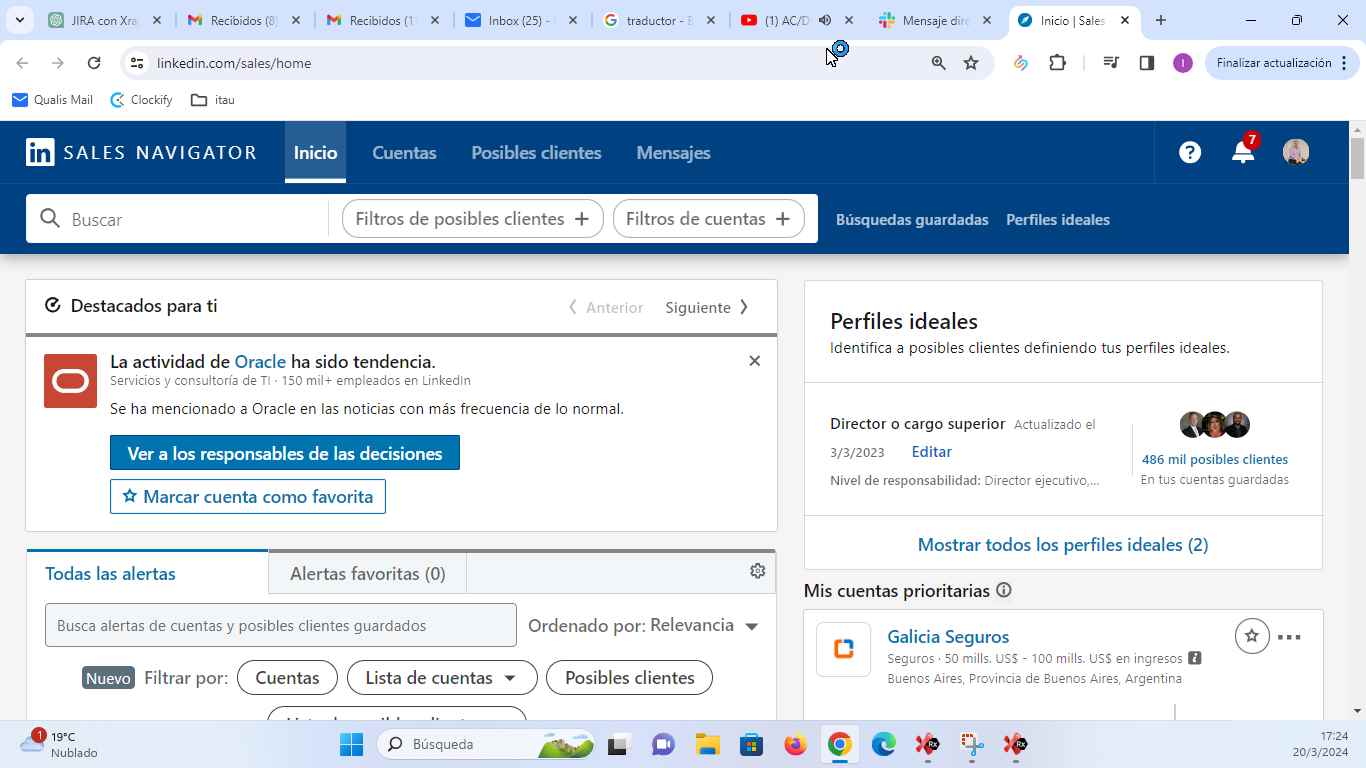 JIRA con Xra
Recibidos (8)
Recibidos (1
Inbox (25) -
traductor - B
(1) AC/D
Mensaje dire
Inicio | Sales
linkedin.com/sales/home
Finalizar actualización
Qualis Mail
Clockify
itau
in SALES NAVIGATOR
Inicio
Cuentas
Posibles clientes
Mensajes
7
Buscar
Filtros de posibles clientes +
Filtros de cuentas +
Búsquedas guardadas
Perfiles ideales
Destacados para ti
Anterior
Siguiente
La actividad de Oracle ha sido tendencia.
Servicios y consultoría de TI · 150 mil+ empleados en LinkedIn
Se ha mencionado a Oracle en las noticias con más frecuencia de lo normal.
Ver a los responsables de las decisiones
Marcar cuenta como favorita
Todas las alertas
Alertas favoritas (0)
Busca alertas de cuentas y posibles clientes guardados
Ordenado por: Relevancia
Nuevo Filtrar por:
Cuentas
Lista de cuentas
Posibles clientes
Perfiles ideales
Identifica a posibles clientes definiendo tus perfiles ideales.
Director o cargo superior Actualizado el
3/3/2023 Editar
Nivel de responsabilidad: Director ejecutivo,...
486 mil posibles clientes
En tus cuentas guardadas
Mostrar todos los perfiles ideales (2)
Mis cuentas prioritarias
Galicia Seguros
Seguros · 50 mills. US$ - 100 mills. US$ en ingresos
Buenos Aires, Provincia de Buenos Aires, Argentina
1
19°C
Nublado
Búsqueda
17:24
20/3/2024